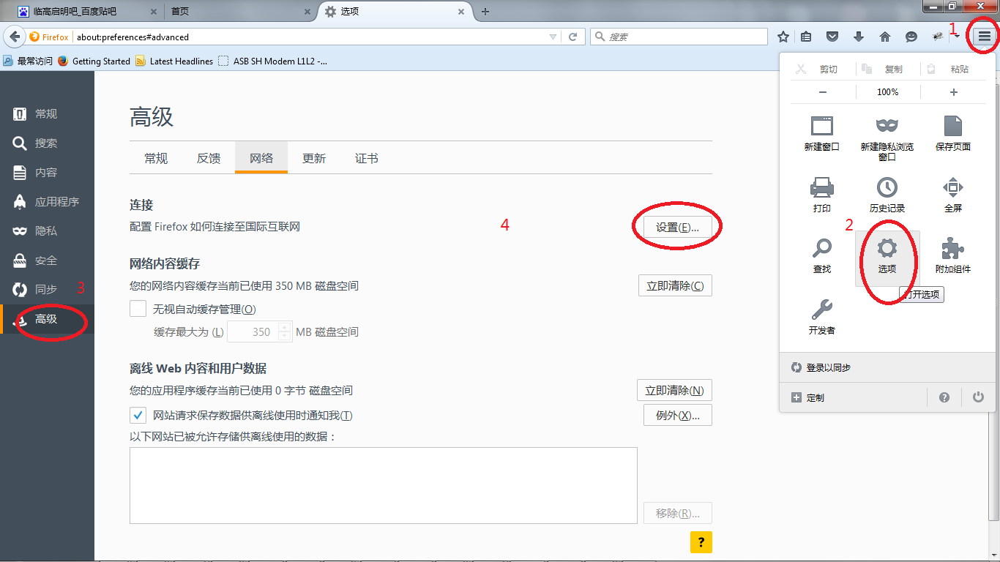 临高启明吧_百度贴吧
首页
选项
1
Firefox
about:preferences#advanced
搜索
最常访问
Getting Started
Latest Headlines
ASB SH Modem L1L2 -...
剪切
复制
粘贴
100%
新建窗口
新建隐私浏览
窗口
保存页面
打印
历史记录
全屏
2
查找
选项
附加组件
打开选项
开发者
登录以同步
定制
常规
搜索
内容
应用程序
隐私
安全
同步
3
高级
高级
常规
反馈
网络
更新
证书
连接
配置 Firefox 如何连接至国际互联网
4
设置(E)...
网络内容缓存
您的网络内容缓存当前已使用 350 MB 磁盘空间
立即清除(C)
无视自动缓存管理(O)
缓存最大为 (L) 350 MB 磁盘空间
离线 Web 内容和用户数据
您的应用程序缓存当前已使用 0 字节 磁盘空间
立即清除(N)
网站请求保存数据供离线使用时通知我(T)
例外(X)...
以下网站已被允许存储供离线使用的数据：
移除(R)...
?